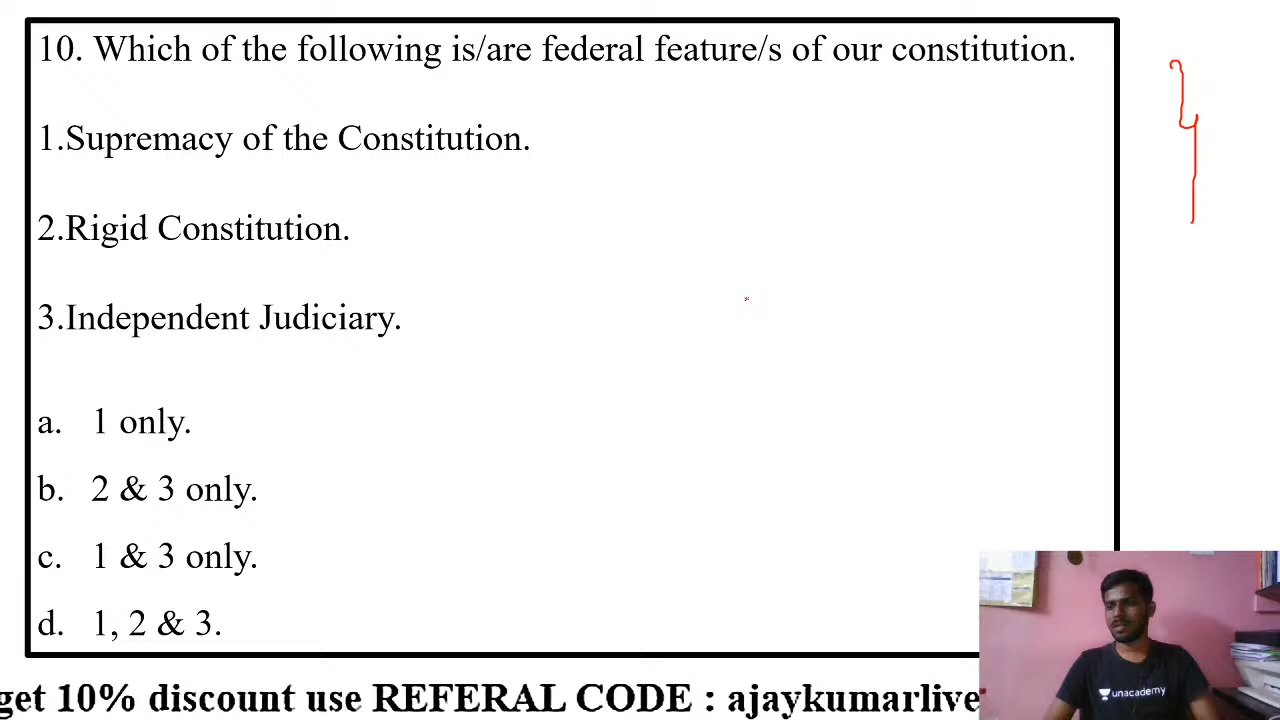 10. Which of the following is/are federal feature/s of our constitution.
1.Supremacy of the Constitution.
2.Rigid Constitution.
3.Independent Judiciary.
a. 1 only.
b. 2 & 3 only.
c. 1 & 3 only.
d. 1, 2 & 3.
get 10% discount use REFERAL CODE : ajaykumarlive
unacademy